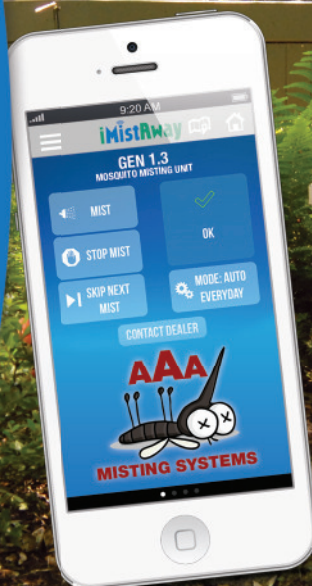 9:20 AM
iMistAway
GEN 1.3
MOSQUITO MISTING UNIT
MIST
OK
STOP MIST
SKIP NEXT
MIST
MODE: AUTO
EVERYDAY
CONTACT DEALER
AAA
MISTING SYSTEMS